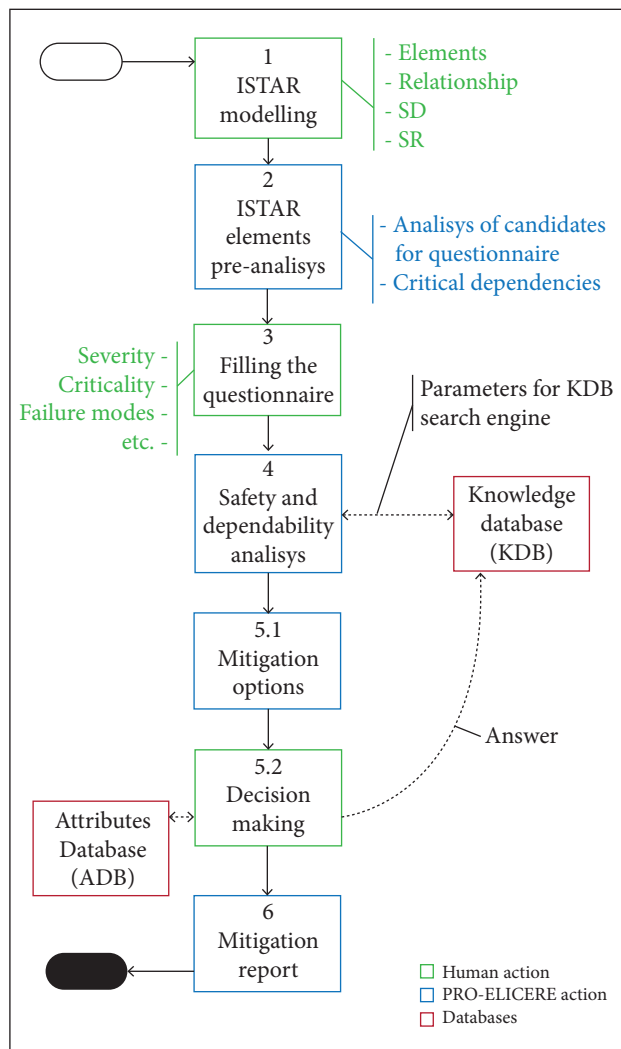 1
ISTAR
modelling
- Elements
- Relationship
- SD
- SR
2
ISTAR
elements
pre-analisys
- Analisys of candidates
for questionnaire
- Critical dependencies
3
Filling the
questionnaire
Severity -
Criticality -
Failure modes -
etc. -
Parameters for KDB
search engine
4
Safety and
dependability
analisys
Knowledge
database
(KDB)
5.1
Mitigation
options
Answer
5.2
Decision
making
Attributes
Database
(ADB)
6
Mitigation
report
Human action
PRO-ELICERE action
Databases